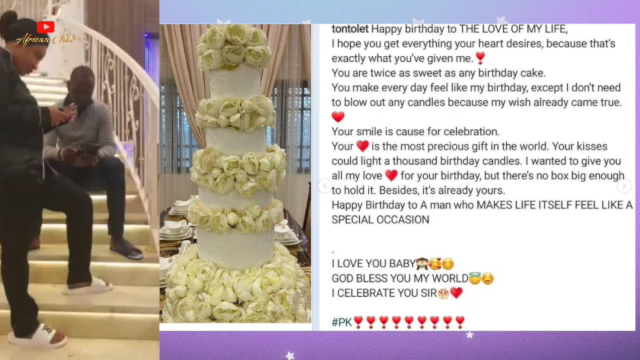 African
tontolet Happy birthday to THE LOVE OF MY LIFE,
I hope you get everything your heart desires, because that's
exactly what you've given me.❣️
You are twice as sweet as any birthday cake.
You make every day feel like my birthday, except I don't need
to blow out any candles because my wish already came true.
❤️
Your smile is cause for celebration.
Your ❤️ is the most precious gift in the world. Your kisses
could light a thousand birthday candles. I wanted to give you
all my love ❤️ for your birthday, but there's no box big enough
to hold it. Besides, it's already yours.
Happy Birthday to A man who MAKES LIFE ITSELF FEEL LIKE A
SPECIAL OCCASION
.
I LOVE YOU BABY🙈🥰☺️
GOD BLESS YOU MY WORLD😇☺️
I CELEBRATE YOU SIR🎂❤️
#PK❣️❣️❣️❣️❣️❣️❣️❣️❣️